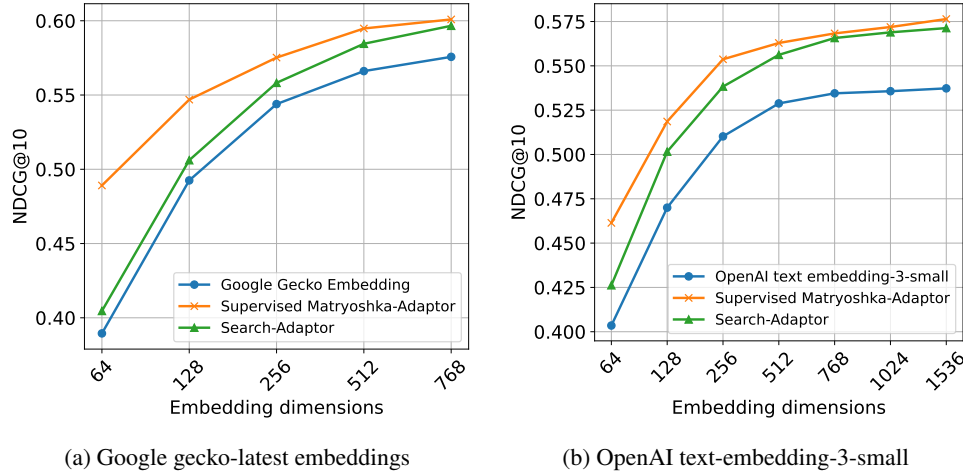 NDCG@10
0.60
0.55
0.50
0.45
0.40
Google Gecko Embedding
Supervised Matryoshka-Adaptor
Search-Adaptor
64
128
256
512
768
Embedding dimensions
(a) Google gecko-latest embeddings
NDCG@10
0.575
0.550
0.525
0.500
0.475
0.450
0.425
0.400
OpenAI text embedding-3-small
Supervised Matryoshka-Adaptor
Search-Adaptor
64
128
256
512
768
1024
1536
Embedding dimensions
(b) OpenAI text-embedding-3-small